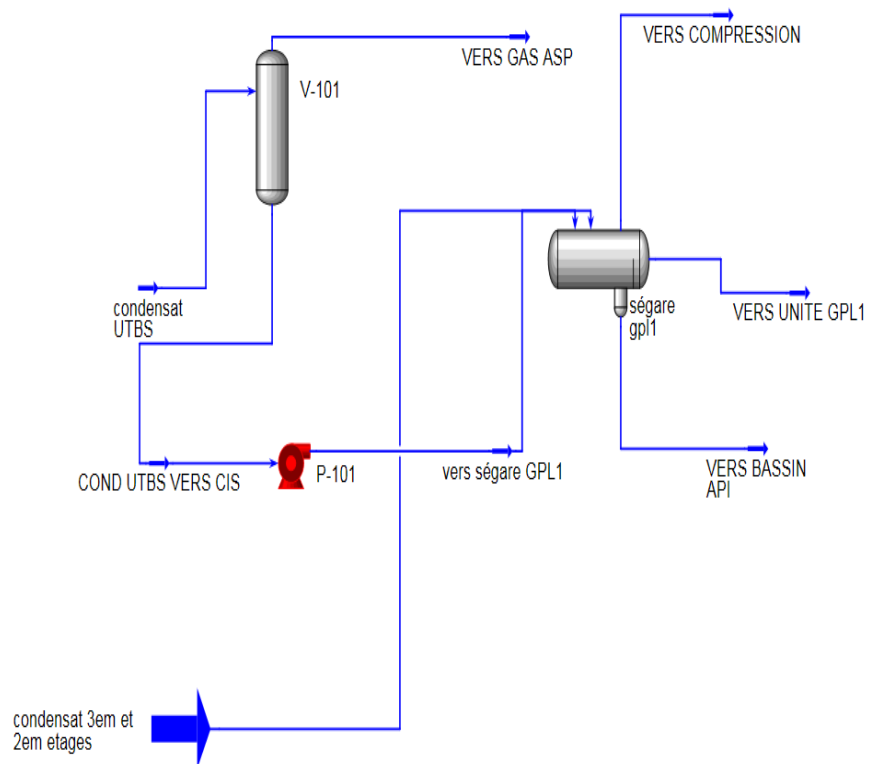 VERS GAS ASP
VERS COMPRESSION
V-101
condensat
UTBS
ségare
gpl1
VERS UNITE GPL1
COND UTBS VERS CIS
P-101
vers ségare GPL1
VERS BASSIN
API
condensat 3em et
2em etages